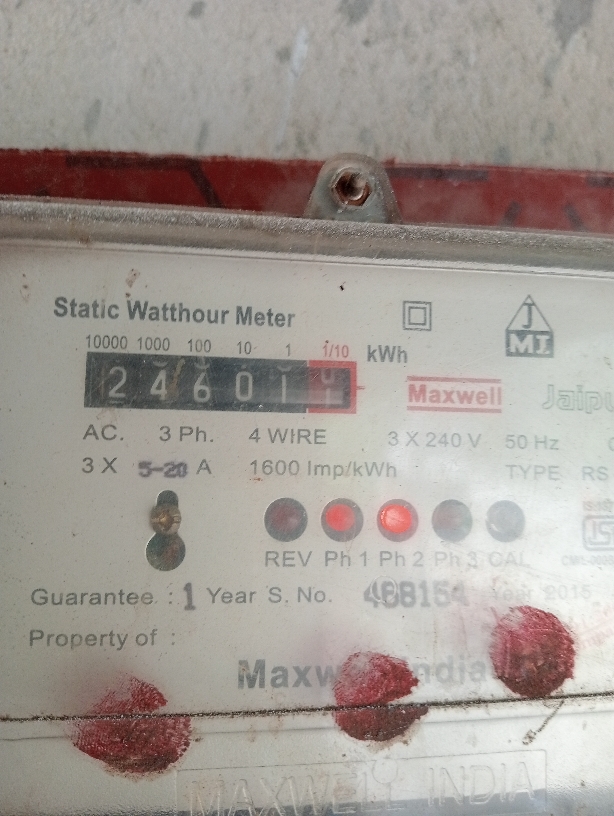 Static Watthour Meter
10000 1000 100 10 1 1/10 kWh
2 4 6 0 1
J
MI
Maxwell
AC. 3 Ph. 4 WIRE 3 X 240 V 50 Hz
3 X 5-20 A 1600 Imp/kWh TYPE RS
REV Ph 1 Ph 2 Ph 3 CAL
Guarantee : 1 Year S. No. 488154 Year 2015
Property of :
MAXWELL INDIA